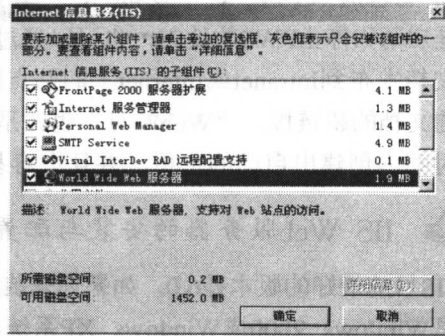 Internet 信息服务(IIS)
要添加或删除某个组件，请单击旁边的复选框。灰色框表示只会安装该组件的一
部分。要查看组件内容，请单击“详细信息”。
Internet 信息服务(IIS) 的子组件(C):
FrontPage 2000 服务器扩展 4.1 MB
Internet 服务管理器 1.3 MB
Personal Web Manager 1.4 MB
SMTP Service 4.9 MB
Visual InterDev RAD 远程配置支持 0.1 MB
World Wide Web 服务器 1.9 MB
描述: World Wide Web 服务器, 支持对 Web 站点的访问。
所需磁盘空间: 0.2 MB
可用磁盘空间: 1452.0 MB
详细信息(D)
确定
取消